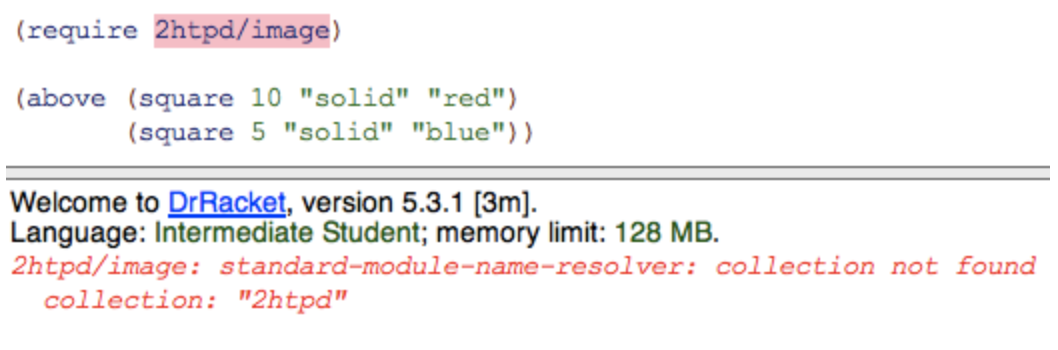 (require 2htpd/image)
(above (square 10 "solid" "red")
(square 5 "solid" "blue"))
Welcome to DrRacket, version 5.3.1 [3m].
Language: Intermediate Student; memory limit: 128 MB.
2htpd/image: standard-module-name-resolver: collection not found
collection: "2htpd"